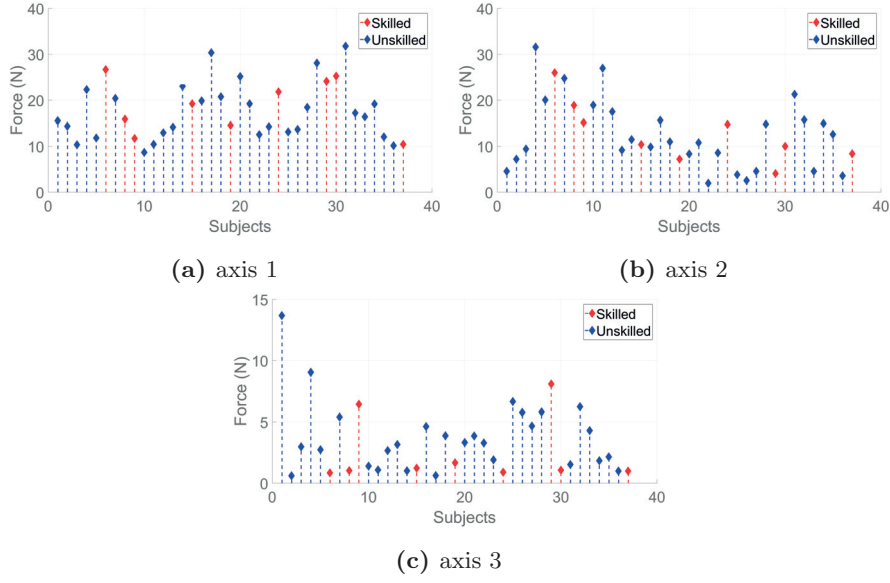 40
30
20
10
0
Force (N)
0 10 20 30 40
Subjects
Skilled
Unskilled
(a) axis 1
40
30
20
10
0
Force (N)
0 10 20 30 40
Subjects
Skilled
Unskilled
(b) axis 2
15
10
5
0
Force (N)
0 10 20 30 40
Subjects
Skilled
Unskilled
(c) axis 3